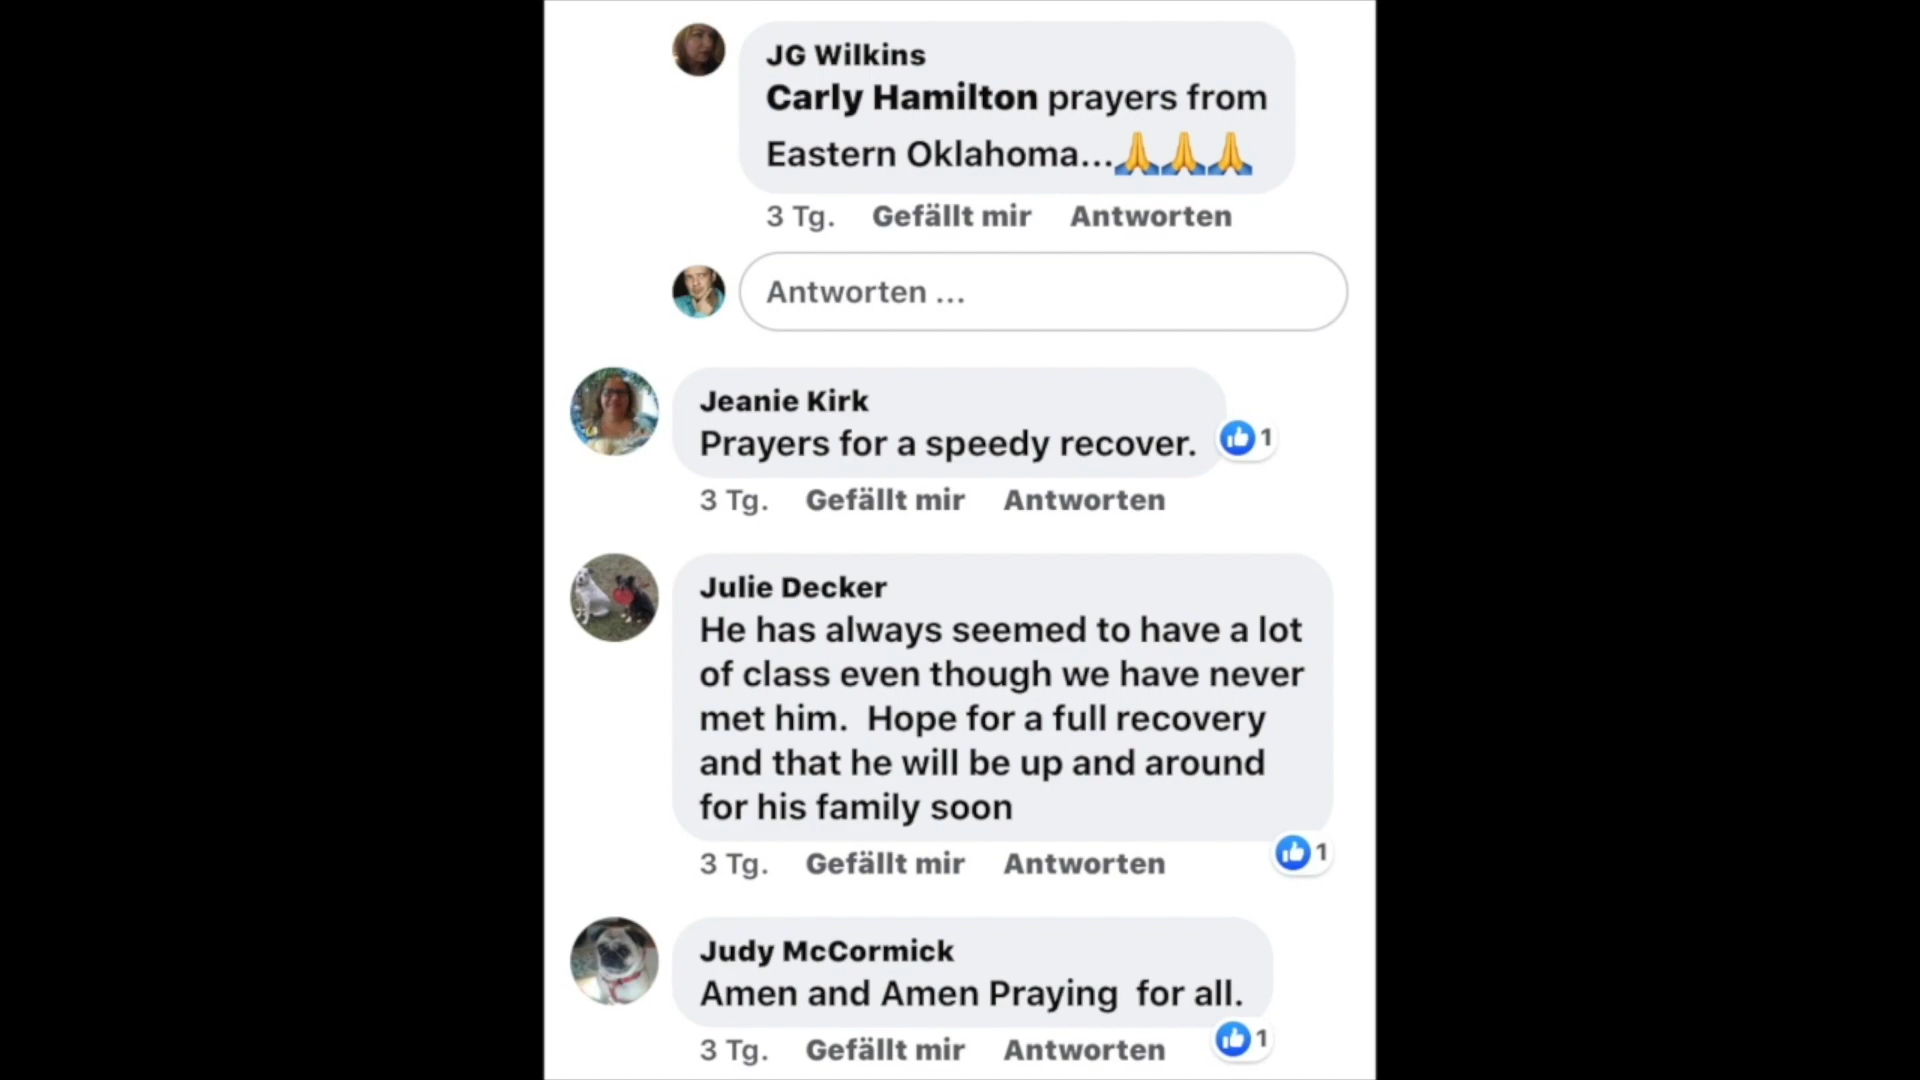 JG Wilkins
Carly Hamilton prayers from
Eastern Oklahoma...🙏🙏🙏
3 Tg. Gefällt mir Antworten
Antworten ...
Jeanie Kirk
Prayers for a speedy recover.
1
3 Tg. Gefällt mir Antworten
Julie Decker
He has always seemed to have a lot
of class even though we have never
met him.  Hope for a full recovery
and that he will be up and around
for his family soon
3 Tg. Gefällt mir Antworten 1
Judy McCormick
Amen and Amen Praying  for all.
3 Tg. Gefällt mir Antworten 1